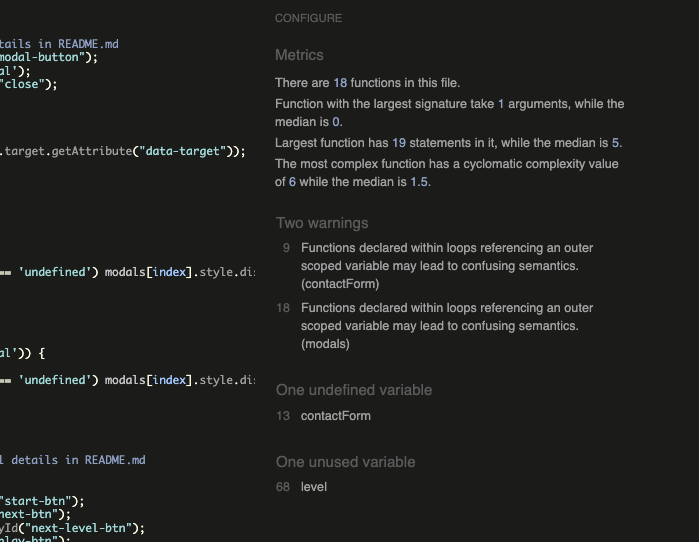 tails in README.md
modal-button");
al');
"close");
.target.getAttribute("data-target"));
== 'undefined') modals[index].style.di
al')) {
== 'undefined') modals[index].style.di
l details in README.md
"start-btn");
next-btn");
yId("next-level-btn");
play-btn");
CONFIGURE
Metrics
There are 18 functions in this file.
Function with the largest signature take 1 arguments, while the
median is 0.
Largest function has 19 statements in it, while the median is 5.
The most complex function has a cyclomatic complexity value
of 6 while the median is 1.5.
Two warnings
9 Functions declared within loops referencing an outer
scoped variable may lead to confusing semantics.
(contactForm)
18 Functions declared within loops referencing an outer
scoped variable may lead to confusing semantics.
(modals)
One undefined variable
13 contactForm
One unused variable
68 level